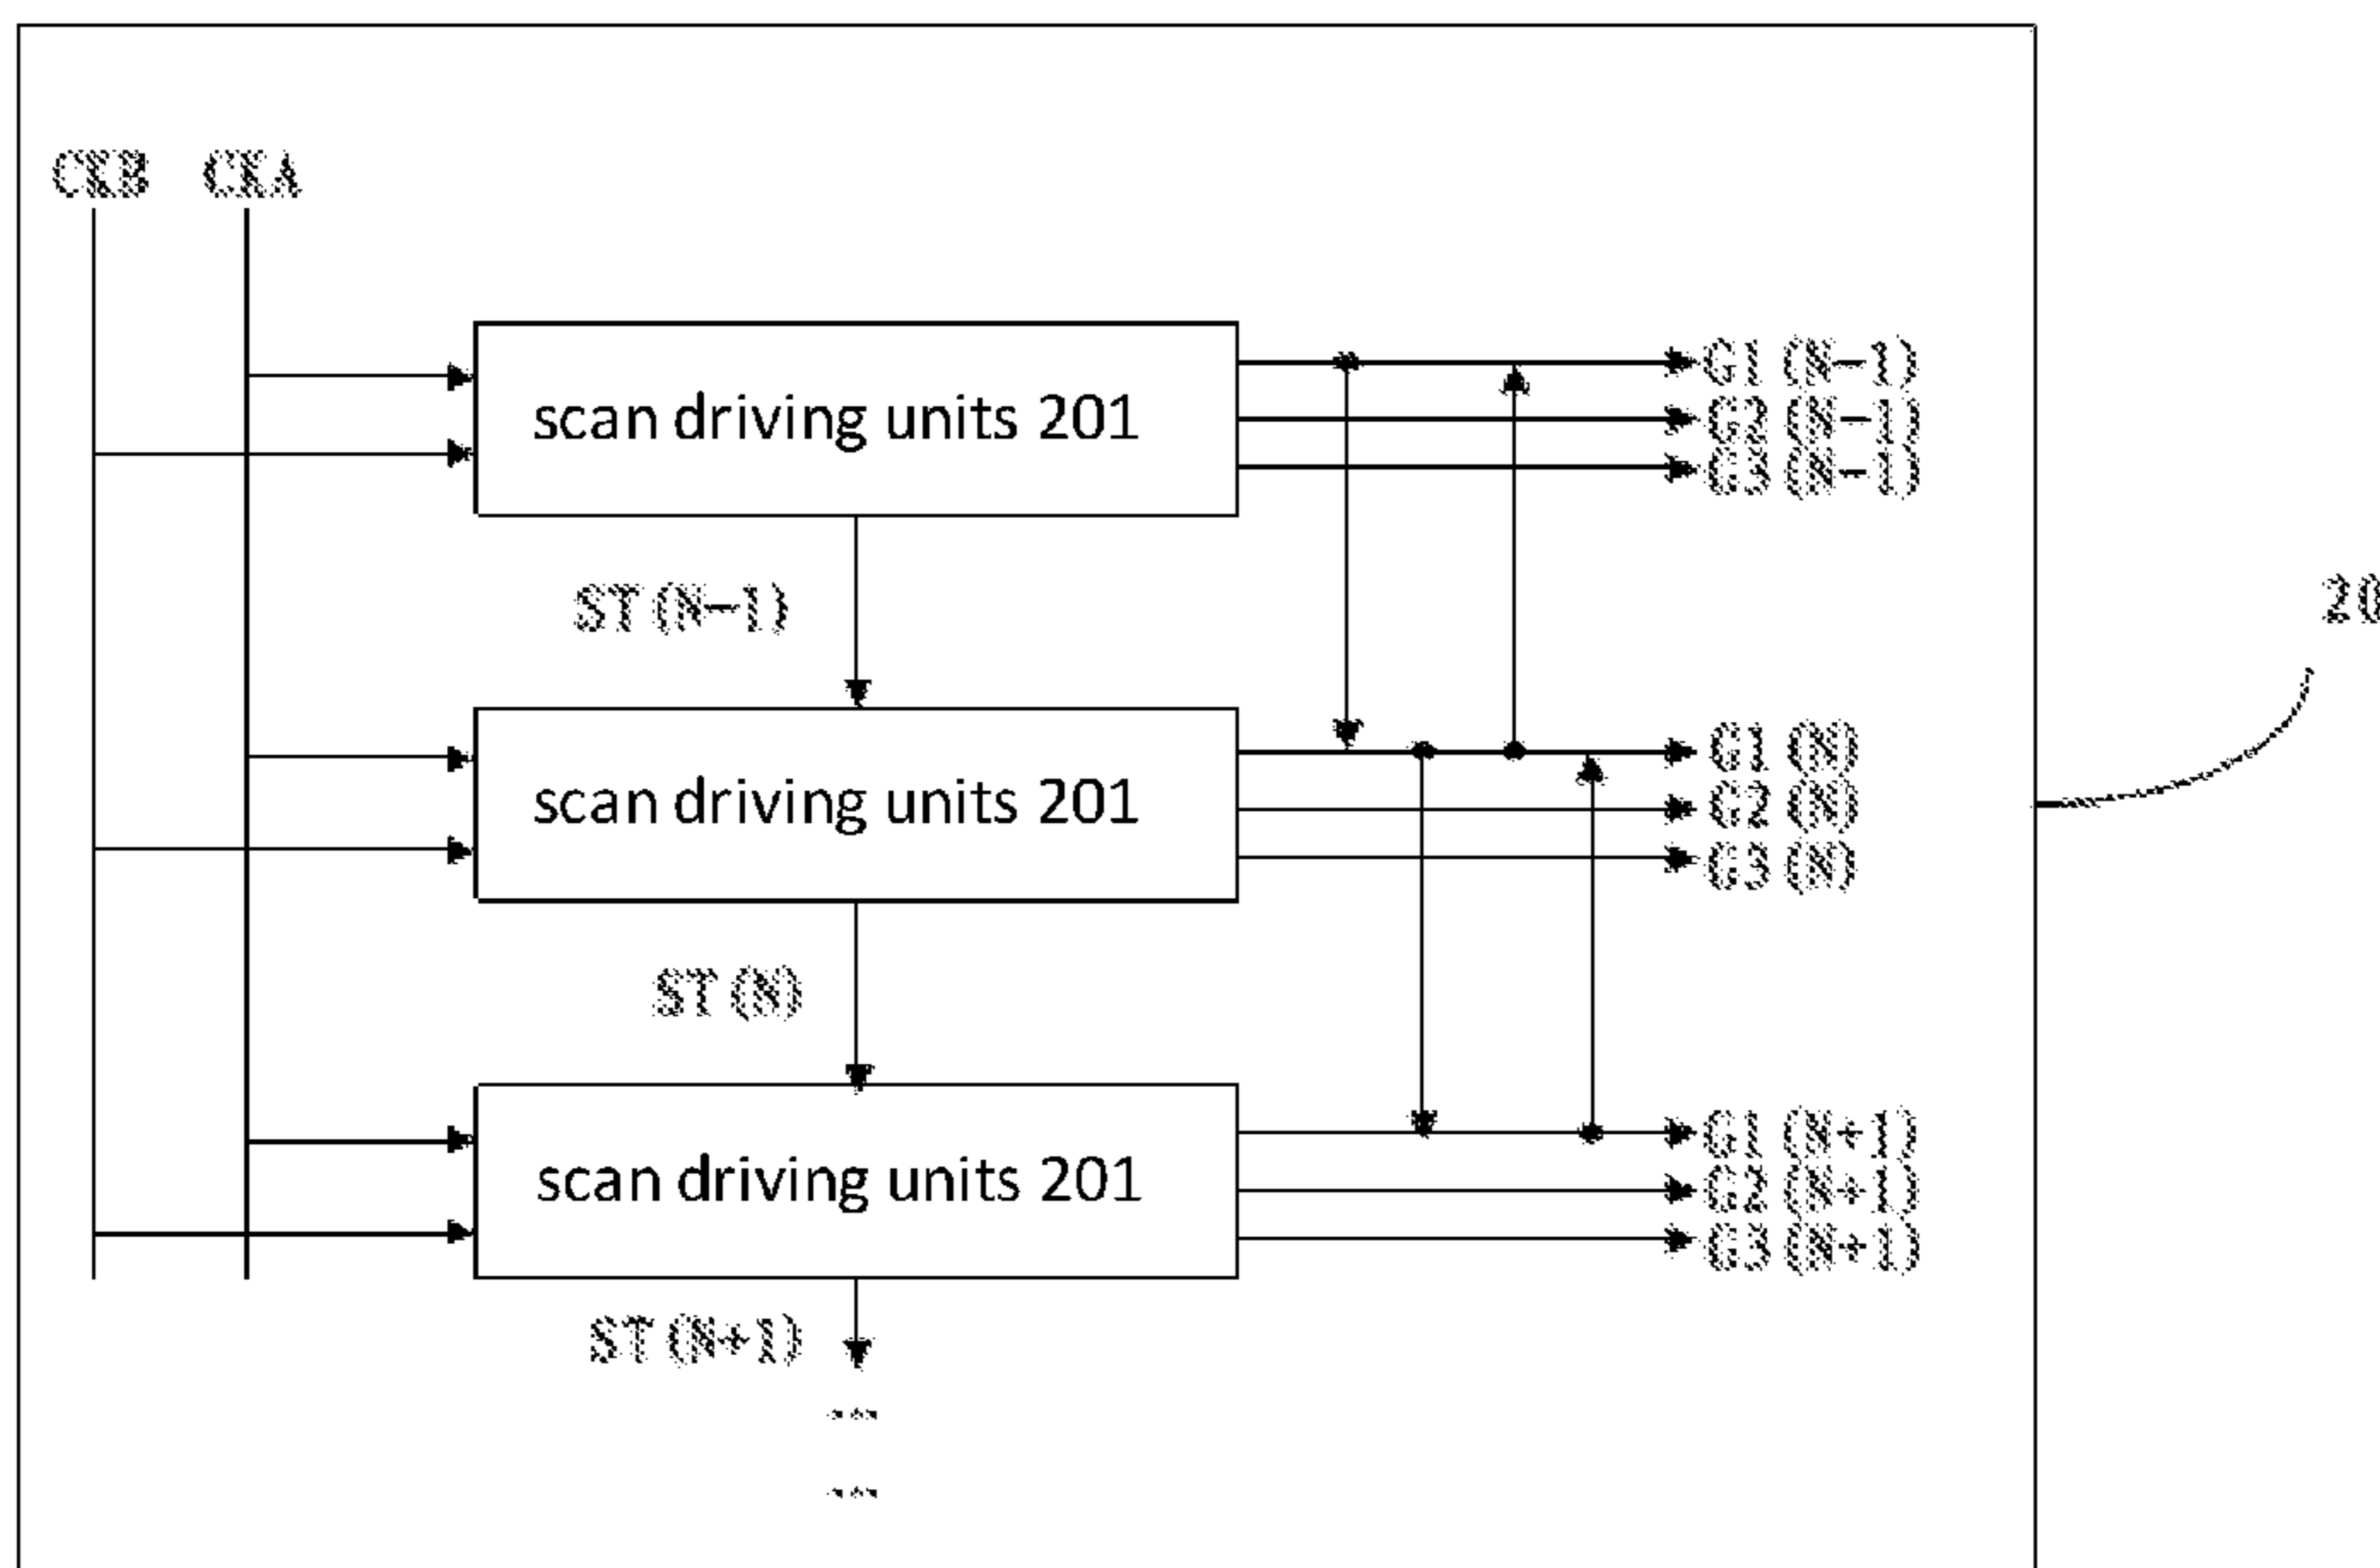 CKB CKA
scan driving units 201
G1 (N-1)
G2 (N-1)
G3 (N-1)
ST (N-1)
20
scan driving units 201
G1 (N)
G2 (N)
G3 (N)
ST (N)
scan driving units 201
G1 (N+1)
G2 (N+1)
G3 (N+1)
ST (N+1)
...
...